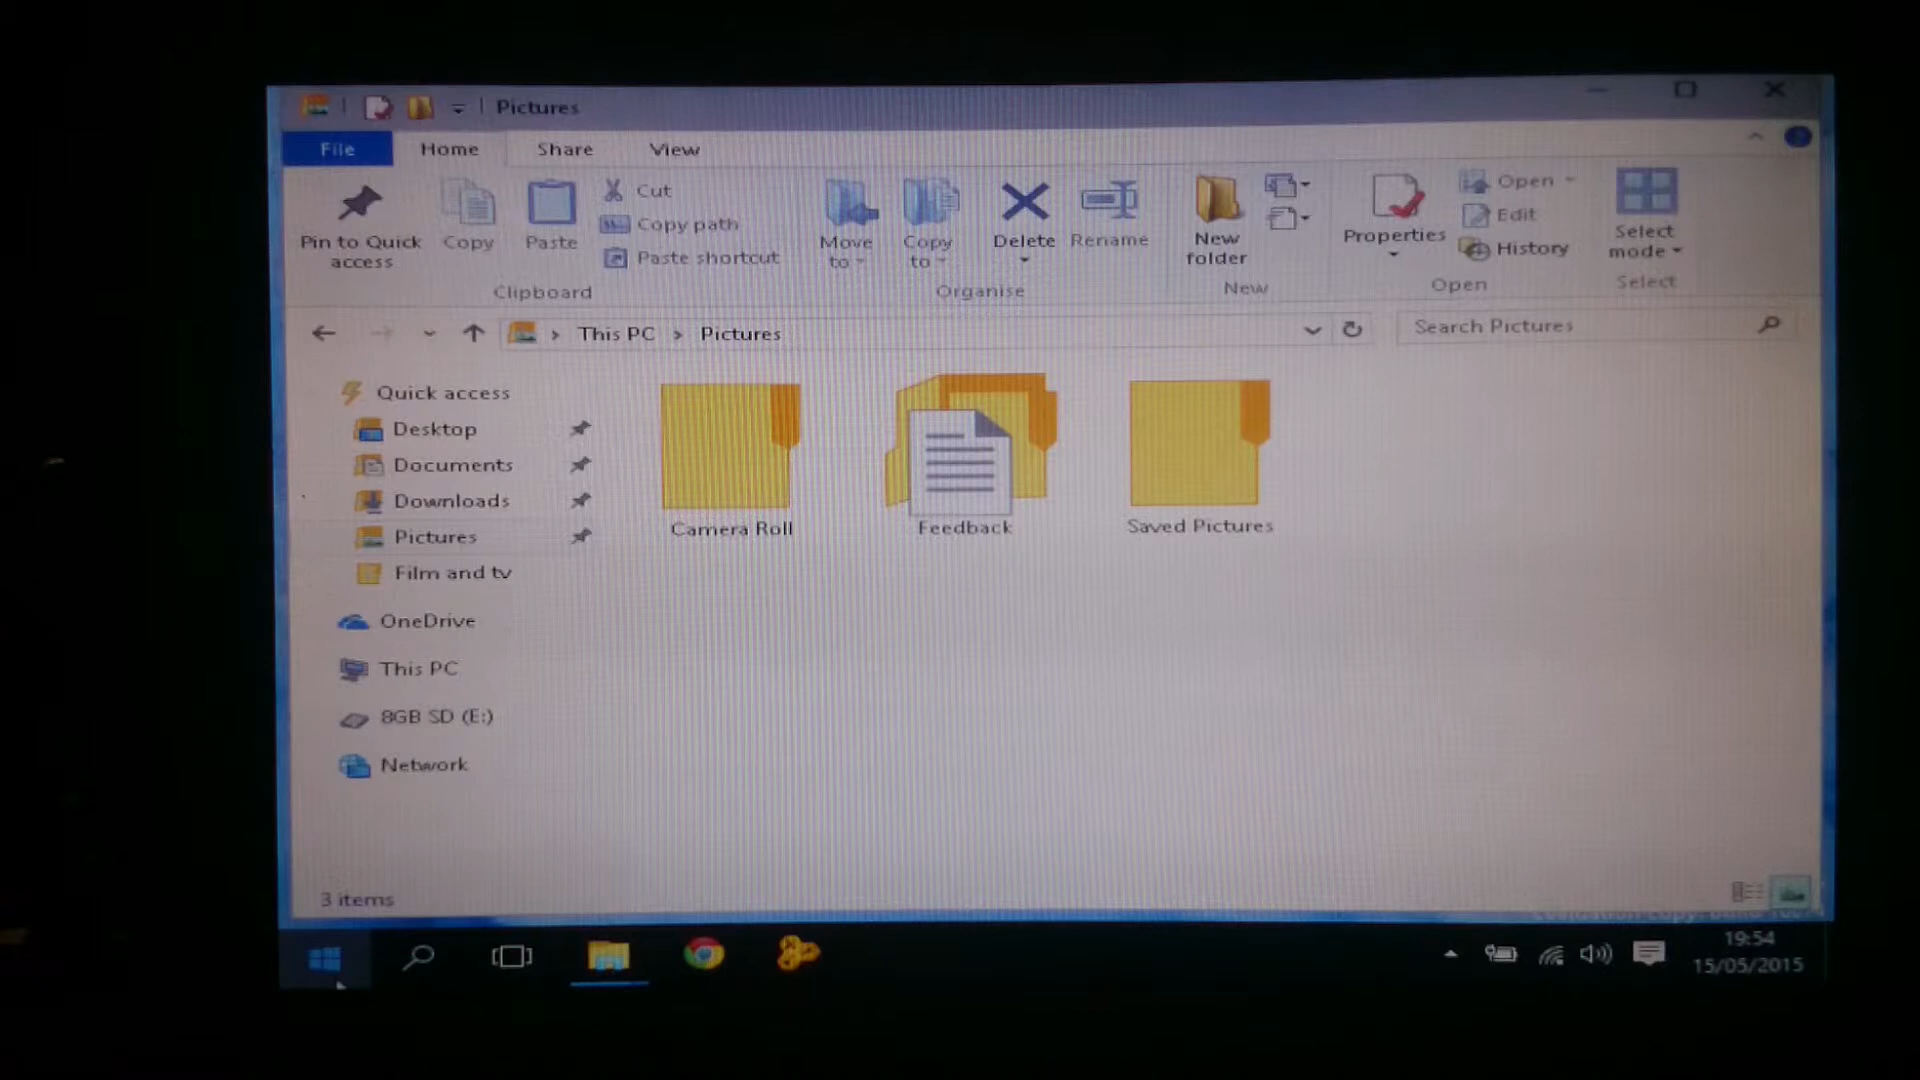 Pictures
File Home Share View
Pin to Quick access
Copy
Paste
Cut
Copy path
Paste shortcut
Clipboard
Move to
Copy to
Delete
Rename
Organise
New folder
New
Properties
Open
Edit
History
Open
Select mode
Select
This PC > Pictures
Search Pictures
Quick access
Desktop
Documents
Downloads
Pictures
Film and tv
OneDrive
This PC
8GB SD (E:)
Network
Camera Roll
Feedback
Saved Pictures
3 items
19:54
15/05/2015